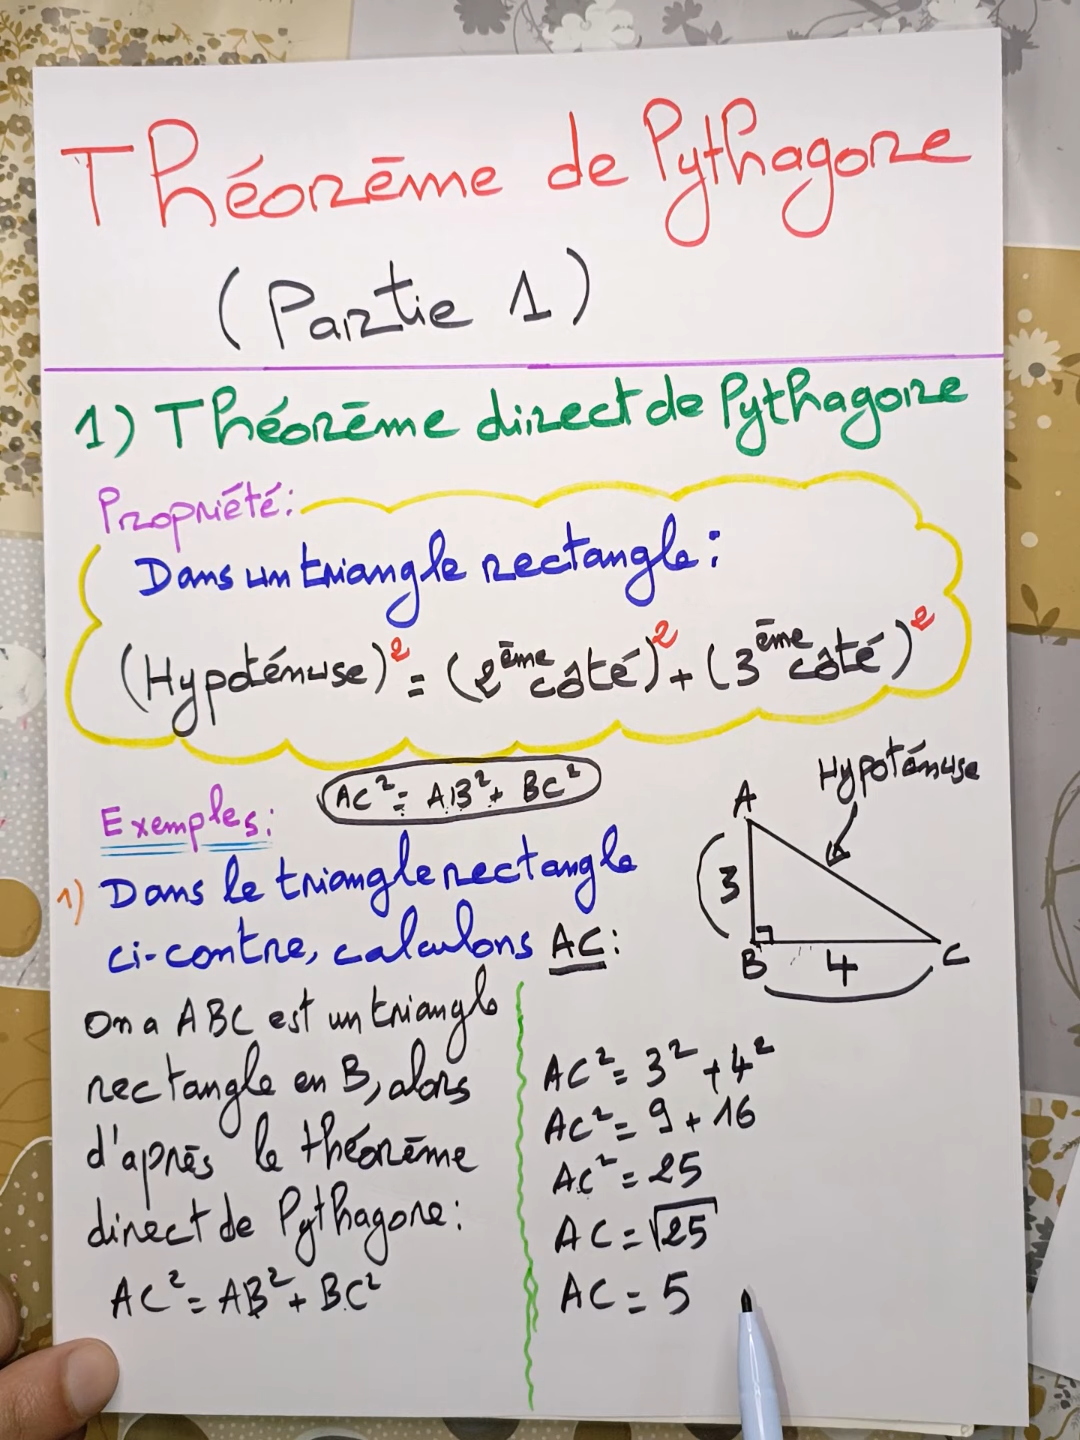 Théorème de Pythagore
(Partie 1)
1) Théorème direct de Pythagore
Propriété:
Dans un triangle rectangle:
(Hypoténuse)² = (2ème côté)² + (3ème côté)²
Exemples:
AC² = AB² + BC²
1) Dans le triangle rectangle
ci-contre, calculons AC:
Hypoténuse
A
3
B
4
C
On a ABC est un triangle
rectangle en B, alors
d'après le théorème
direct de Pythagore:
AC² = AB² + BC²
AC² = 3² + 4²
AC² = 9 + 16
AC² = 25
AC = √25
AC = 5